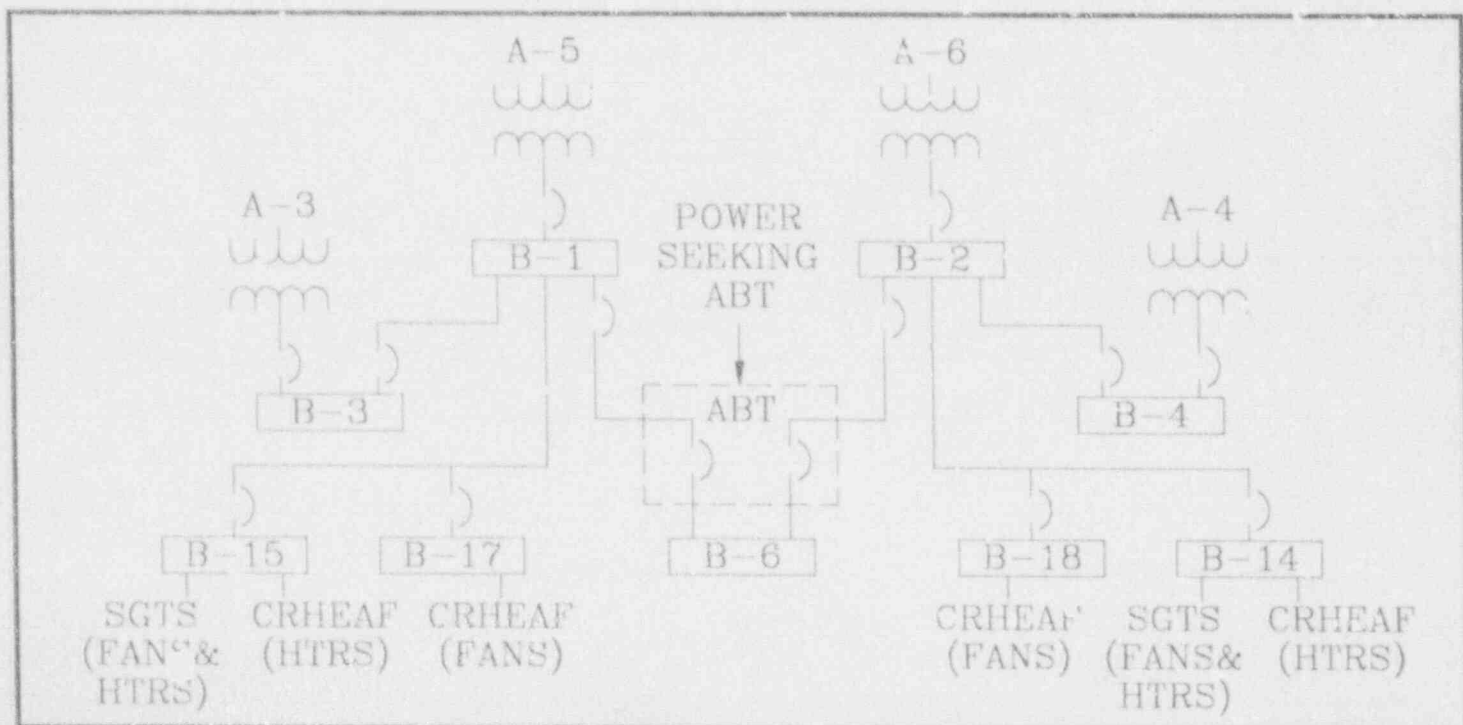 A-5
A-6
A-3
POWER
SEEKING
ABT
A-4
B-1
B-2
B-3
ABT
B-4
B-15
B-17
B-6
B-18
B-14
SGTS
(FANS&
HTRS)
CRHEAF
(HTRS)
CRHEAF
(FANS)
CRHEAF
(FANS)
SGTS
(FANS&
HTRS)
CRHEAF
(HTRS)